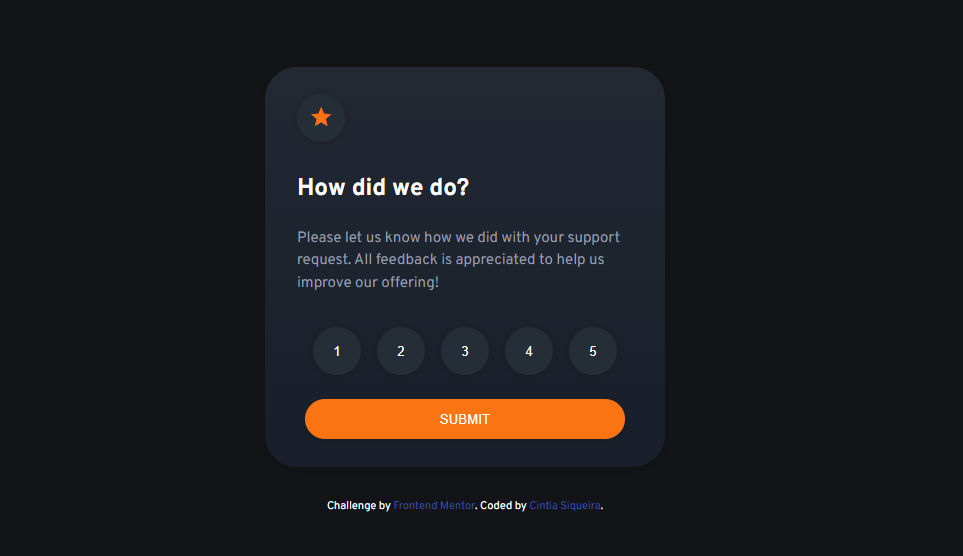 How did we do?
Please let us know how we did with your support
request. All feedback is appreciated to help us
improve our offering!
1 2 3 4 5
SUBMIT
Challenge by Frontend Mentor. Coded by Cintia Siqueira.